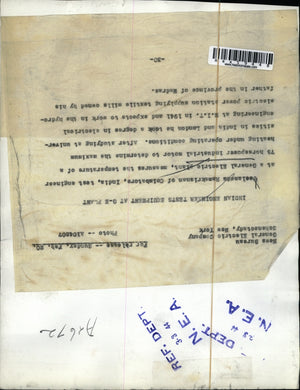 News Bureau
General Electric Company
Schenectady, New York
For release -- Sunday, Feb. 20,
Photo --
INDIAN ENGINEER TESTS EQUIPMENT AT G-E PLANT
Ramakrishnan of Coimbatore, India, test engineer
at a General Electric plant, measures the temperature of a
75 horsepower industrial motor to determine the maximum
heating under operating conditions. After studying at univer-
sities in India and London he took a degree in electrical
engineering at M.I.T. in 1941 and expects to work to the hydro
electric power station supplying textile mills owned by his
father in the province of Madras.
-30-
REF. DEPT.
N.E.A.
DEPT.
N.E.A.